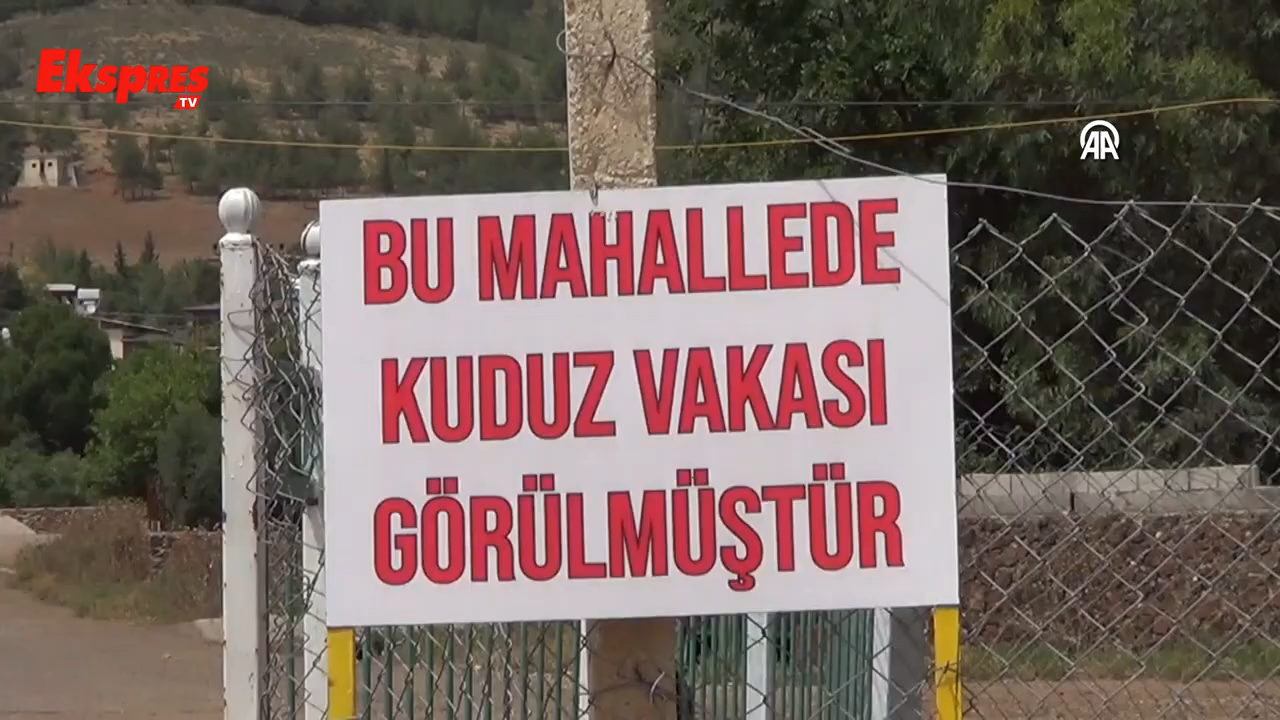 Ekspres
TV
AA
BU MAHALLEDE
KUDUZ VAKASI
GÖRÜLMÜŞTÜR